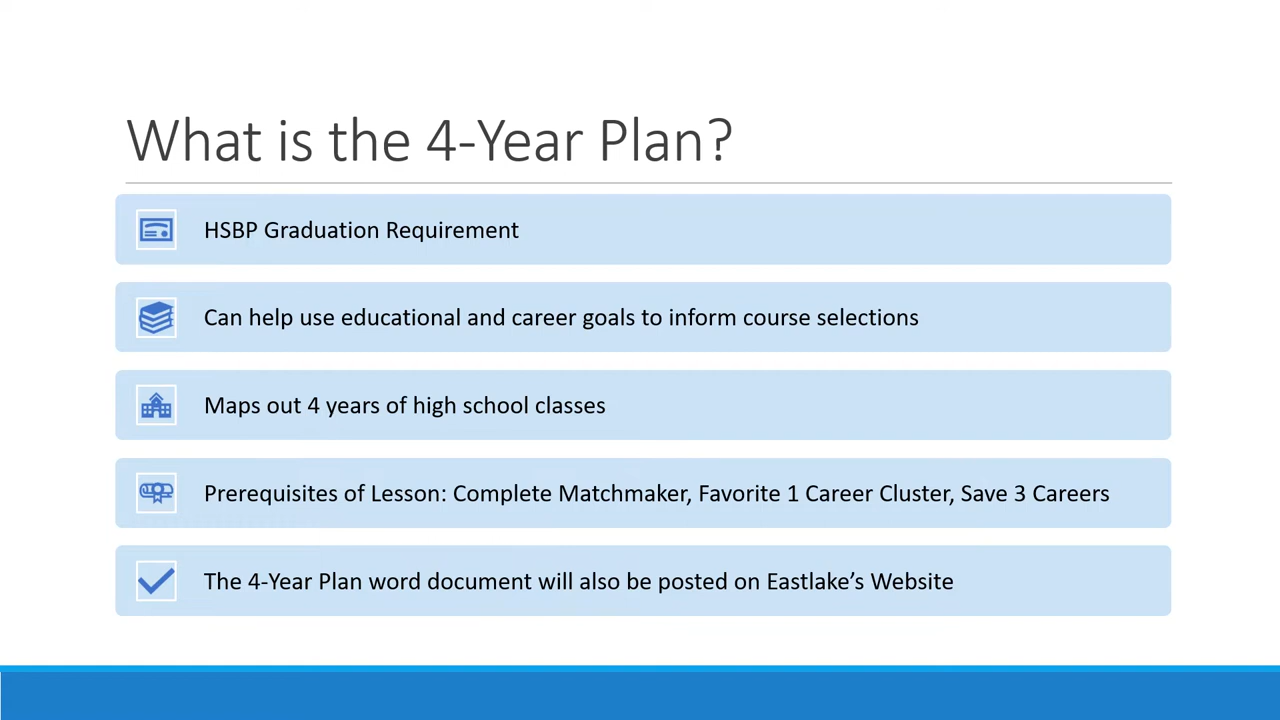 What is the 4-Year Plan?
HSBP Graduation Requirement
Can help use educational and career goals to inform course selections
Maps out 4 years of high school classes
Prerequisites of Lesson: Complete Matchmaker, Favorite 1 Career Cluster, Save 3 Careers
The 4-Year Plan word document will also be posted on Eastlake’s Website